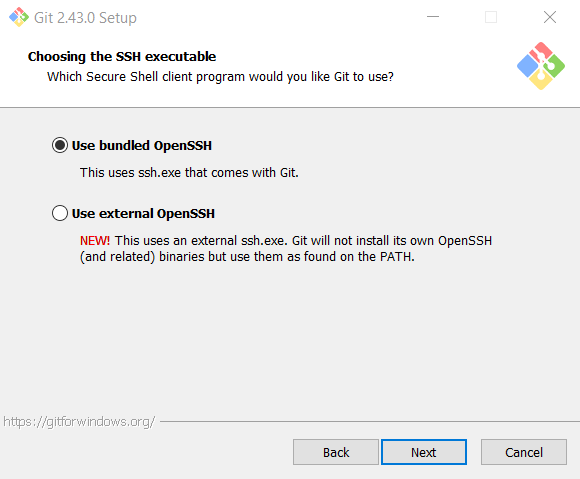 Git 2.43.0 Setup
Choosing the SSH executable
Which Secure Shell client program would you like Git to use?
Use bundled OpenSSH
This uses ssh.exe that comes with Git.
Use external OpenSSH
NEW! This uses an external ssh.exe. Git will not install its own OpenSSH
(and related) binaries but use them as found on the PATH.
https://gitforwindows.org/
Back Next Cancel